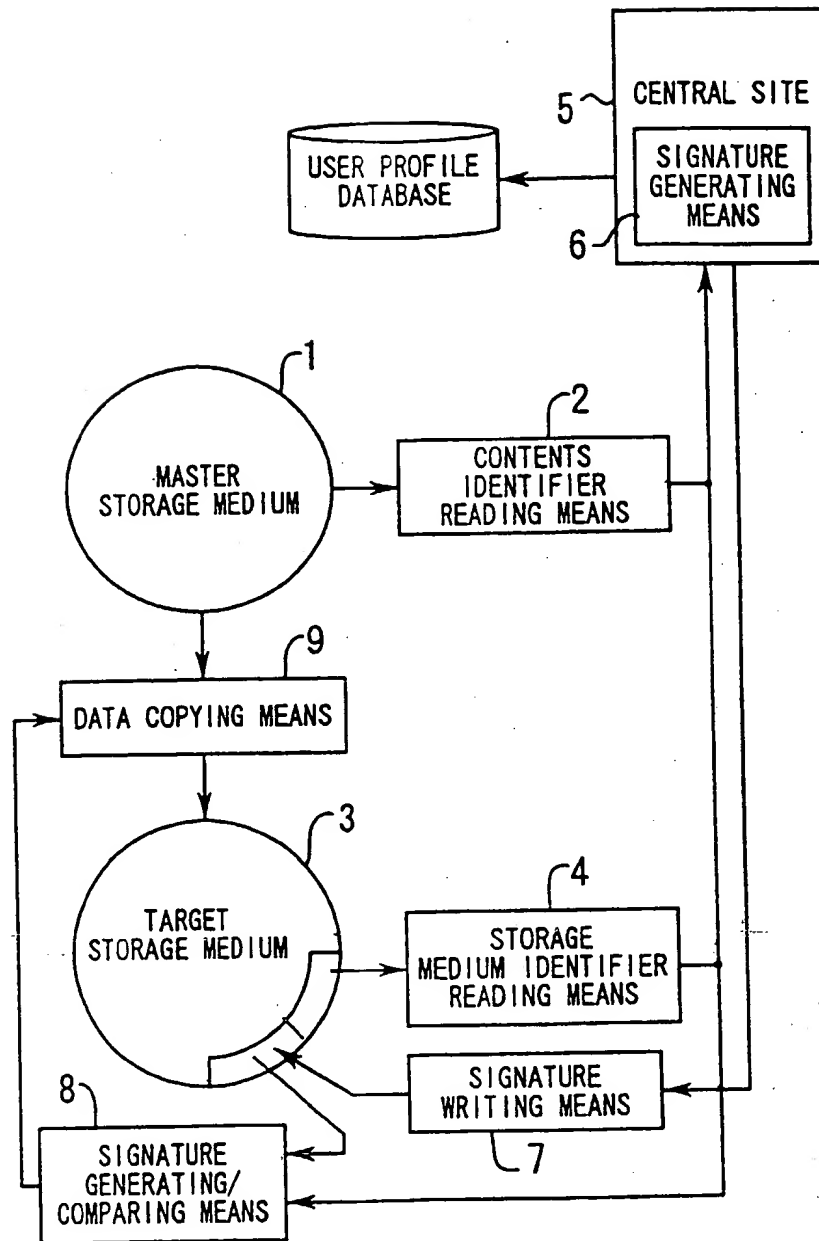 5
CENTRAL SITE
SIGNATURE
GENERATING
MEANS
6
USER PROFILE
DATABASE
1
MASTER
STORAGE MEDIUM
2
CONTENTS
IDENTIFIER
READING MEANS
9
DATA COPYING MEANS
3
TARGET
STORAGE MEDIUM
4
STORAGE
MEDIUM IDENTIFIER
READING MEANS
SIGNATURE
WRITING MEANS
7
8
SIGNATURE
GENERATING/
COMPARING MEANS